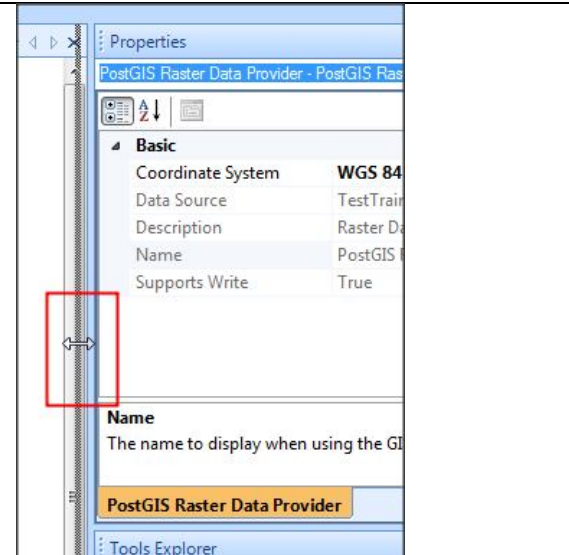 Properties
PostGIS Raster Data Provider - PostGIS Ras
Basic
Coordinate System WGS 84
Data Source TestTrain
Description Raster Da
Name PostGIS
Supports Write True
Name
The name to display when using the GI
PostGIS Raster Data Provider
Tools Explorer